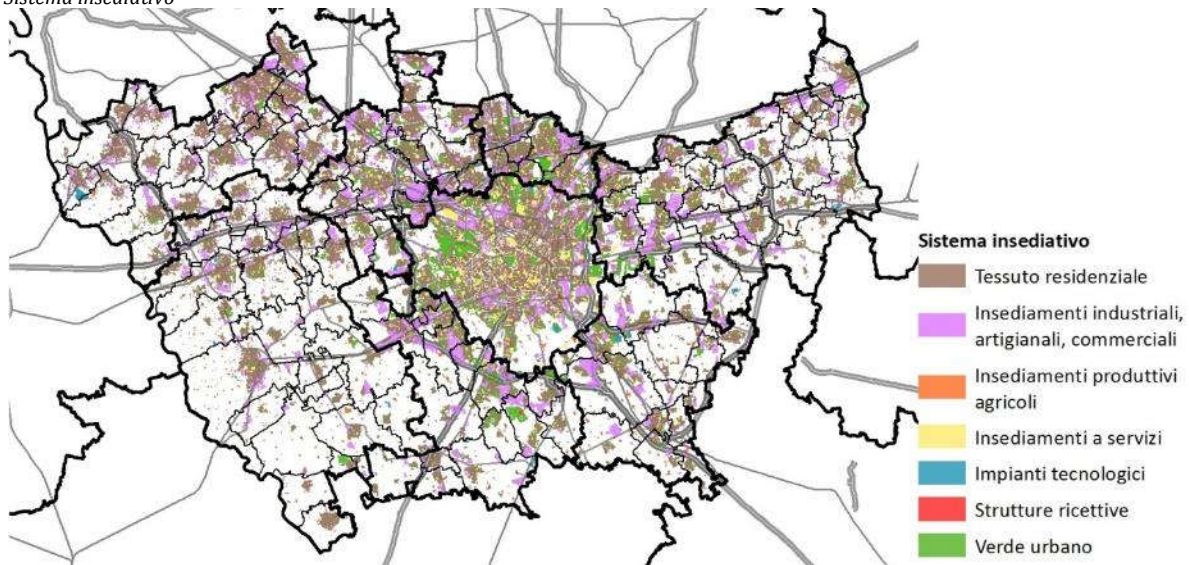 Sistema insediativo
Sistema insediativo
Tessuto residenziale
Insediamenti industriali,
artigianali, commerciali
Insediamenti produttivi
agricoli
Insediamenti a servizi
Impianti tecnologici
Strutture ricettive
Verde urbano